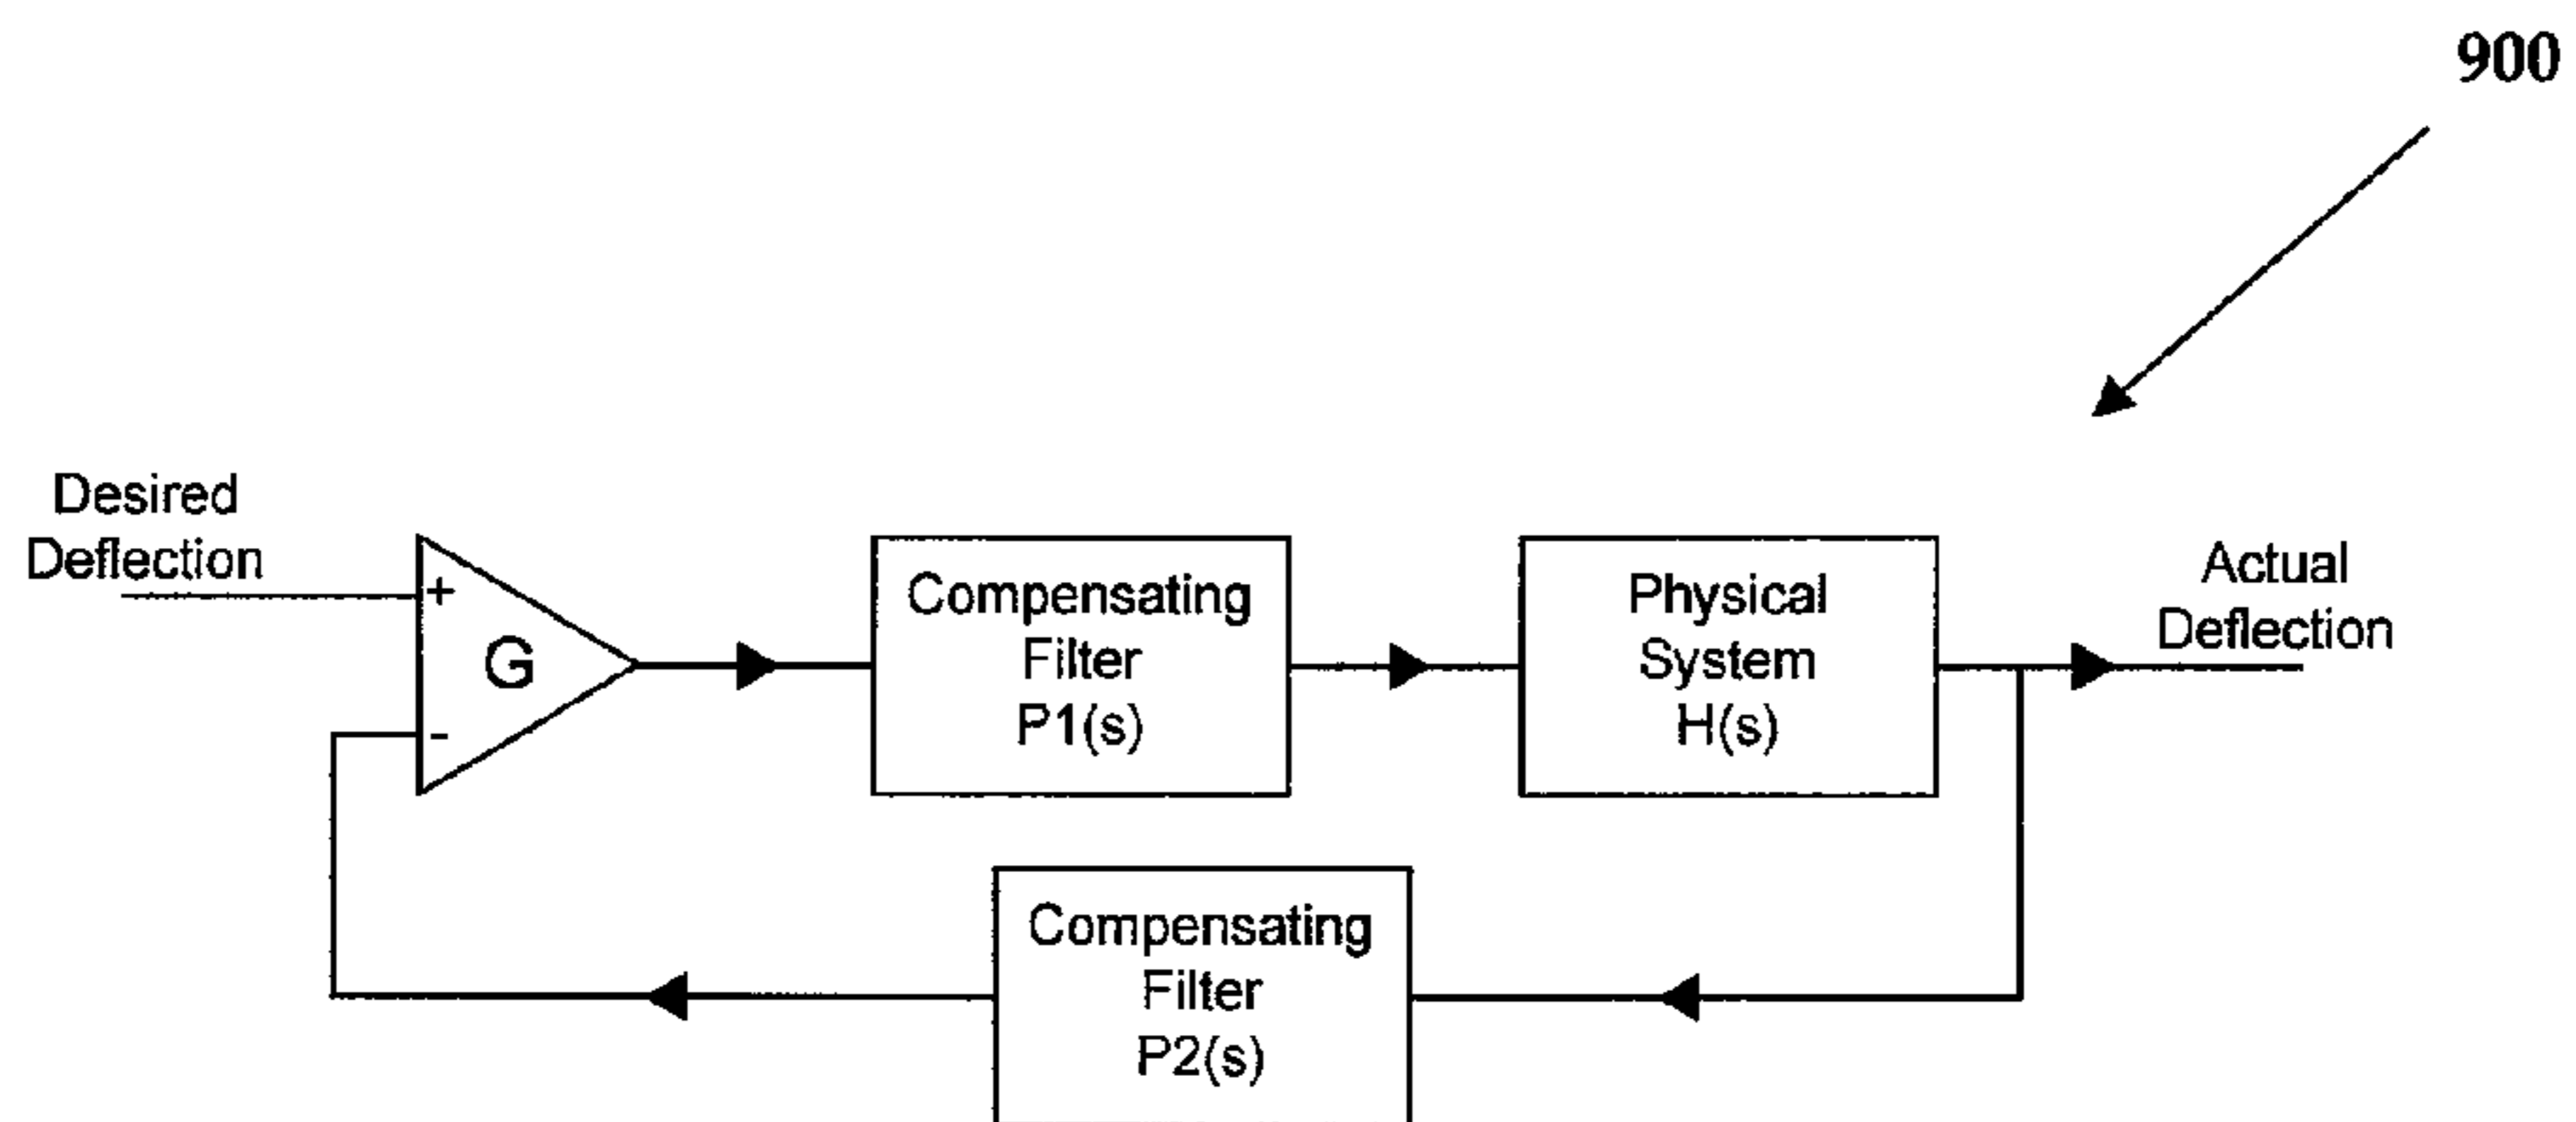 900
Desired
Deflection
+
G
-
Compensating
Filter
P1(s)
Physical
System
H(s)
Actual
Deflection
Compensating
Filter
P2(s)